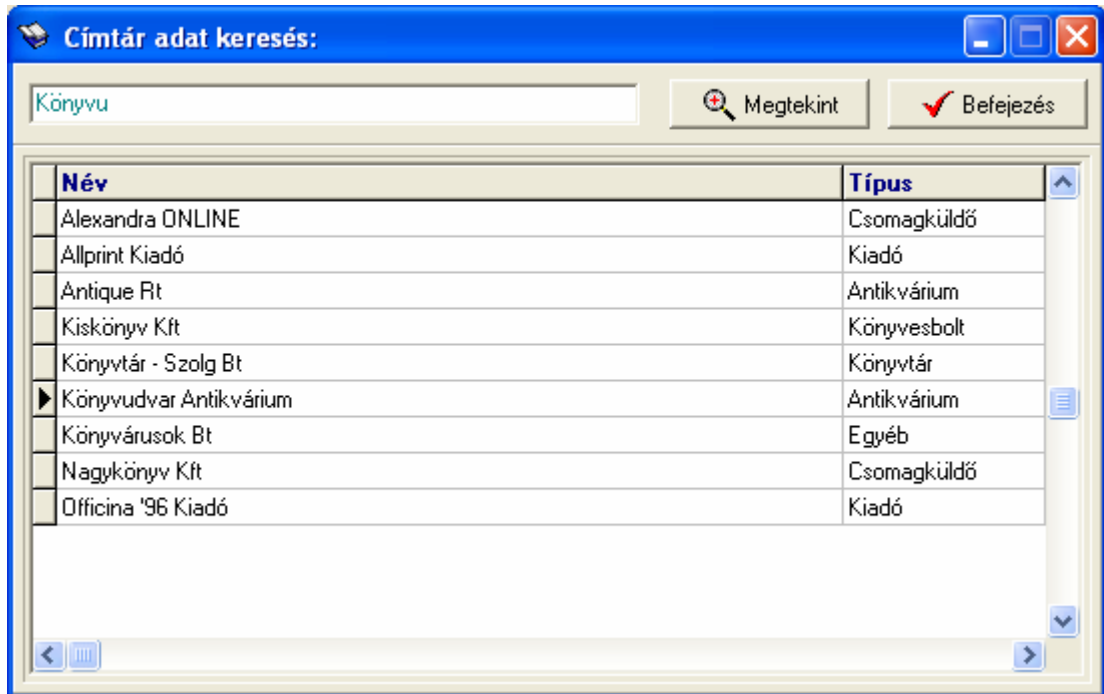 Címtár adat keresés:
Könyvu Megtekint Befejezés
Név Típus
Alexandra ONLINE Csomagküldő
Allprint Kiadó Kiadó
Antique Rt Antikvárium
Kiskönyv Kft Könyvesbolt
Könyvtár - Szolg Bt Könyvtár
Könyvudvar Antikvárium Antikvárium
Könyvárusok Bt Egyéb
Nagykönyv Kft Csomagküldő
Officina '96 Kiadó Kiadó